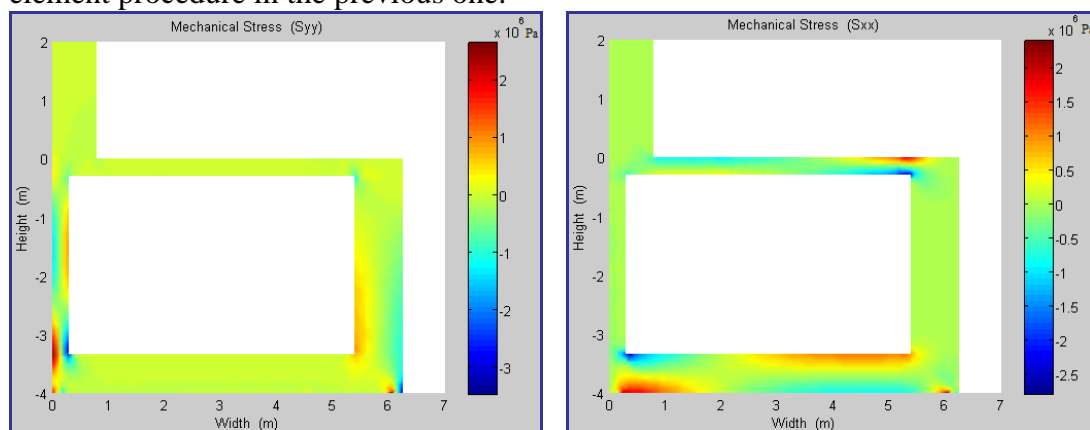 element procedure in the previous one.
Mechanical Stress (Syy)
x 10^6 Pa
2
1
0
-1
-2
-3
-4
Height (m)
0 1 2 3 4 5 6 7
Width (m)
2
1
0
-1
-2
-3
Mechanical Stress (Sxx)
x 10^6 Pa
2
1
0
-1
-2
-3
-4
Height (m)
0 1 2 3 4 5 6 7
Width (m)
2
1.5
1
0.5
0
-0.5
-1
-1.5
-2
-2.5